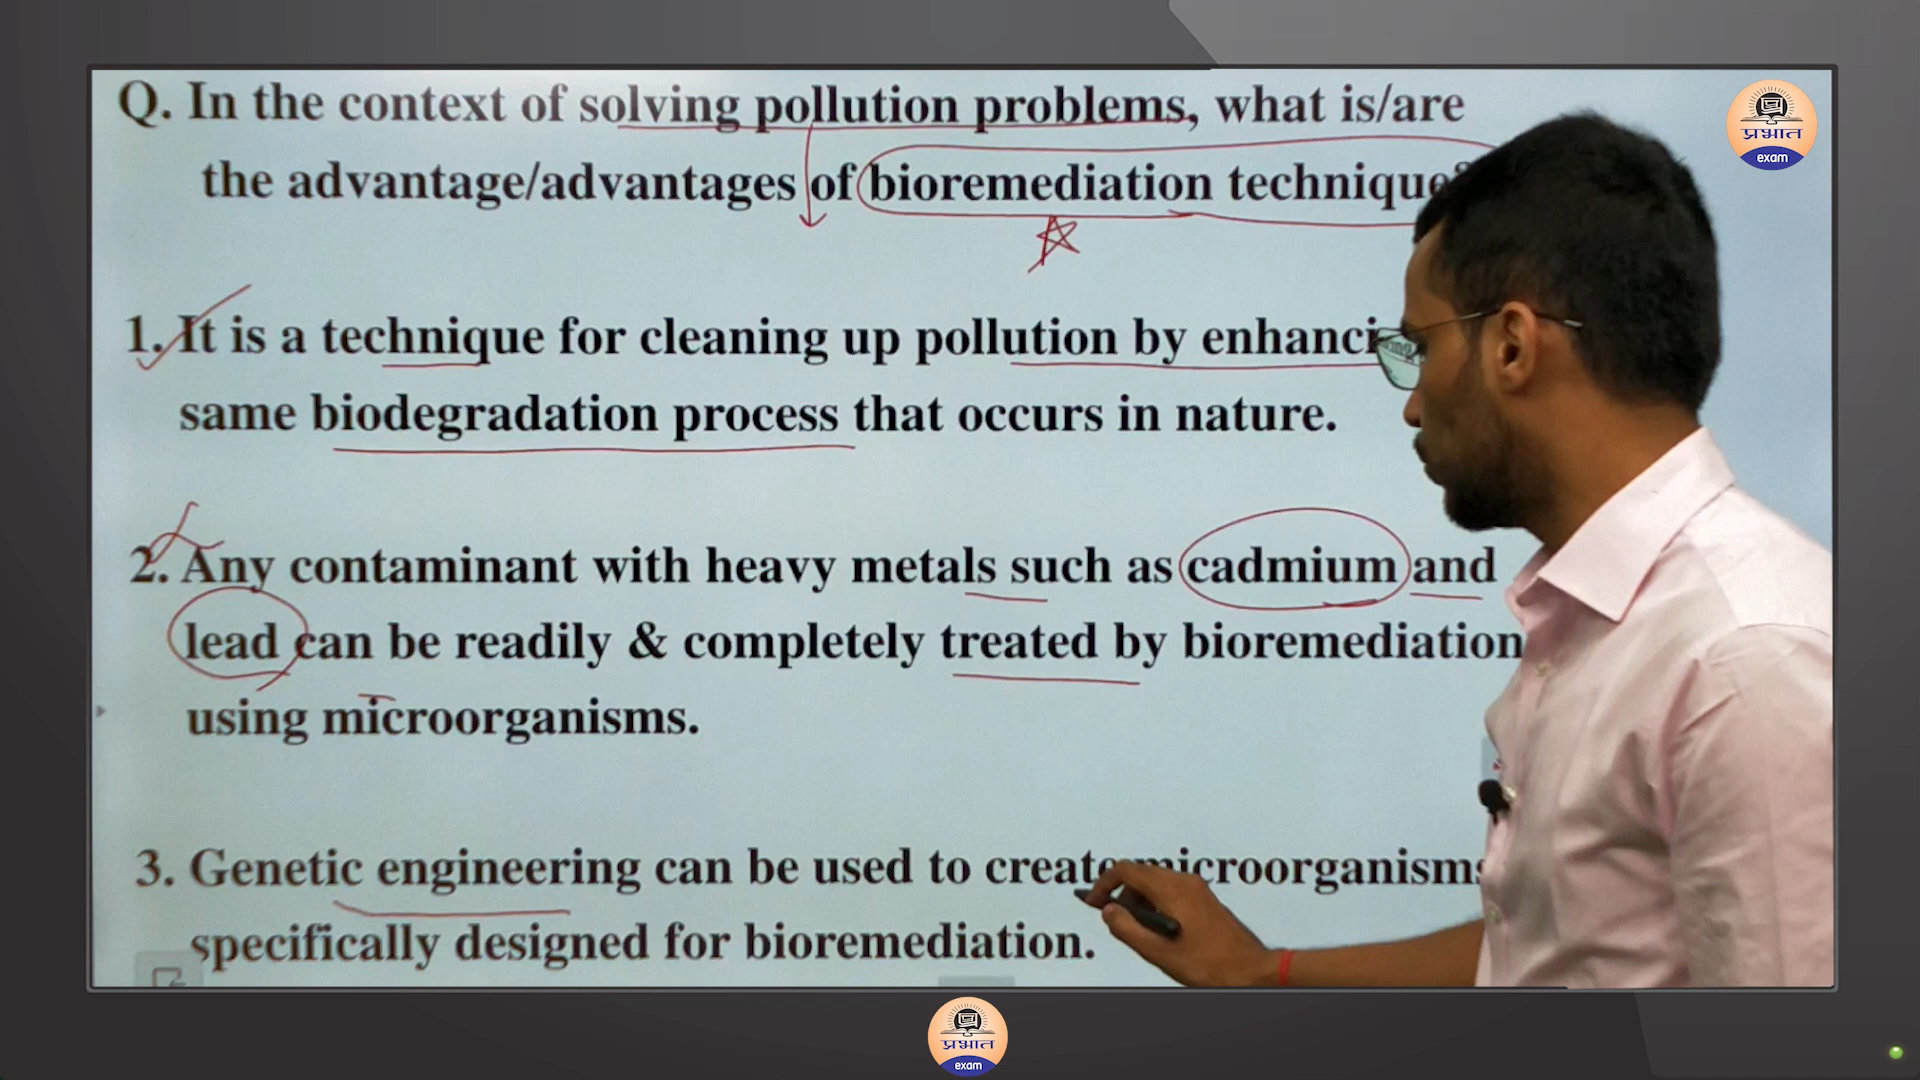 Q. In the context of solving pollution problems, what is/are
the advantage/advantages of bioremediation technique?
1. It is a technique for cleaning up pollution by
same biodegradation process that occurs in nature.
2. Any contaminant with heavy metals such as cadmium and
lead can be readily & completely treated by bioremediation
using microorganisms.
3. Genetic engineering can be used to create microorganisms
specifically designed for bioremediation.
प्रभात
exam
प्रभात
exam